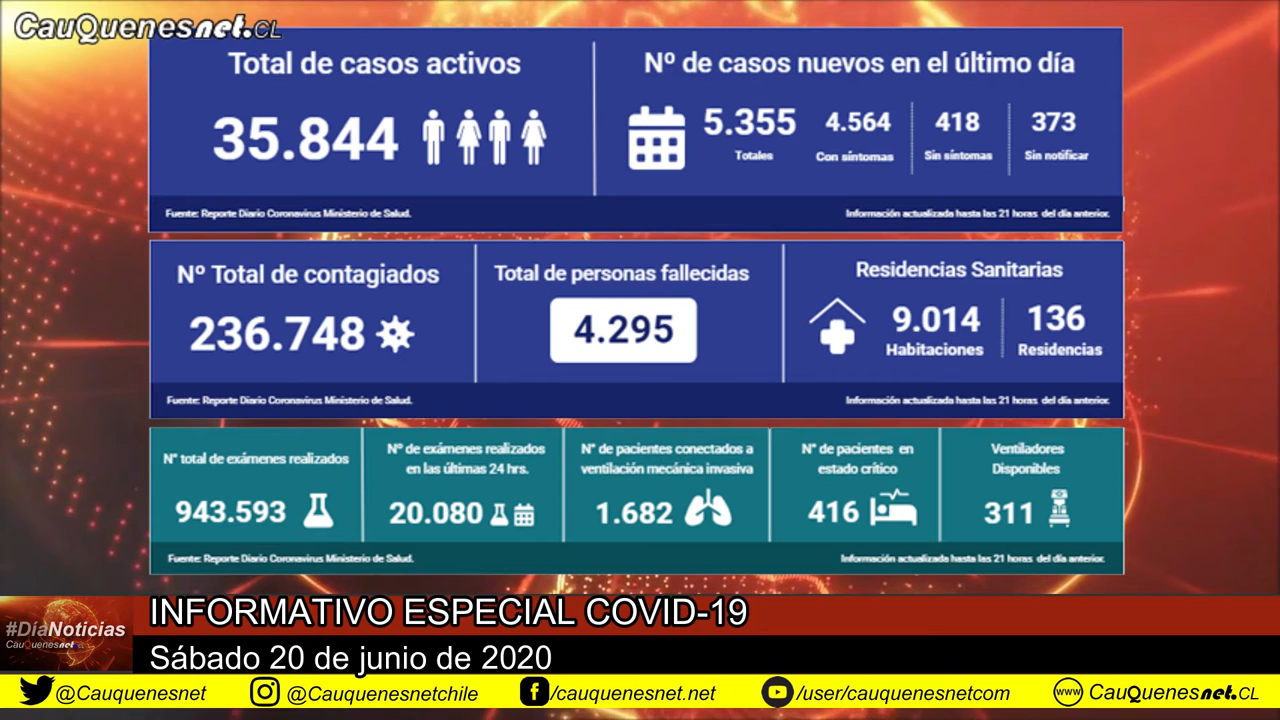 CauQuenesnet.CL
Total de casos activos
35.844
Nº de casos nuevos en el último día
5.355
Totales
4.564
Con síntomas
418
Sin síntomas
373
Sin notificar
Fuente: Reporte Diario Coronavirus Ministerio de Salud.
Información actualizada hasta las 21 horas del día anterior.
Nº Total de contagiados
236.748
Total de personas fallecidas
4.295
Residencias Sanitarias
9.014
Habitaciones
136
Residencias
Fuente: Reporte Diario Coronavirus Ministerio de Salud.
Información actualizada hasta las 21 horas del día anterior.
N° total de exámenes realizados
943.593
Nº de exámenes realizados
en las últimas 24 hrs.
20.080
N° de pacientes conectados a
ventilación mecánica invasiva
1.682
N° de pacientes en
estado crítico
416
Ventiladores
Disponibles
311
Fuente: Reporte Diario Coronavirus Ministerio de Salud.
Información actualizada hasta las 21 horas del día anterior.
#DíaNoticias
CauQuenesnet.CL
INFORMATIVO ESPECIAL COVID-19
Sábado 20 de junio de 2020
@Cauquenesnet
@Cauquenesnetchile
/cauquenesnet.net
/user/cauquenesnetcom
www
CauQuenesnet.CL